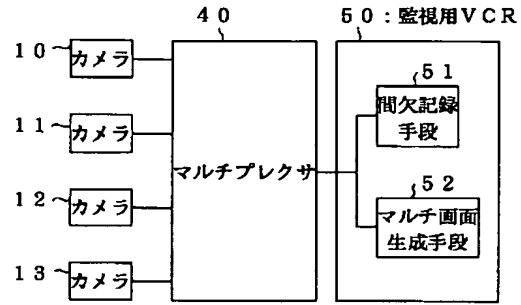 ４０
５０：監視用ＶＣＲ
１０
カメラ
１１
カメラ
１２
カメラ
１３
カメラ
マルチプレクサ
５１
間欠記録
手段
５２
マルチ画面
生成手段